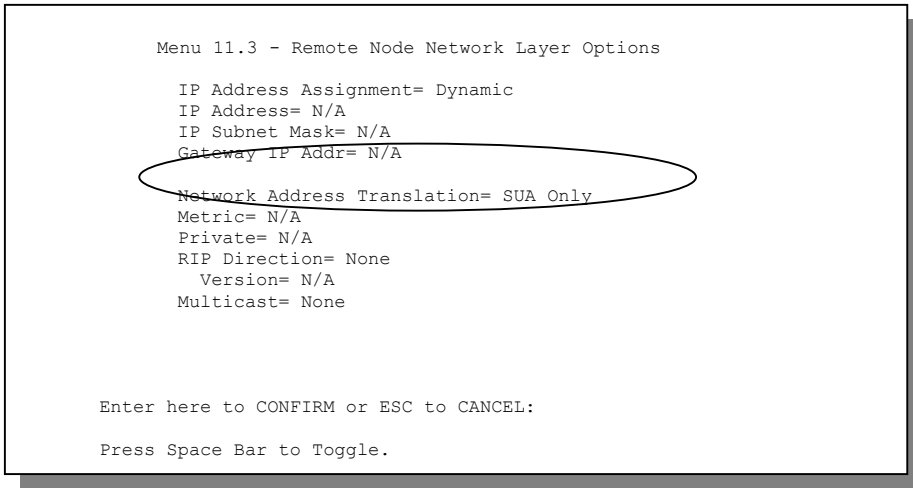 Menu 11.3 - Remote Node Network Layer Options
IP Address Assignment= Dynamic
IP Address= N/A
IP Subnet Mask= N/A
Gateway IP Addr= N/A
Network Address Translation= SUA Only
Metric= N/A
Private= N/A
RIP Direction= None
Version= N/A
Multicast= None
Enter here to CONFIRM or ESC to CANCEL:
Press Space Bar to Toggle.